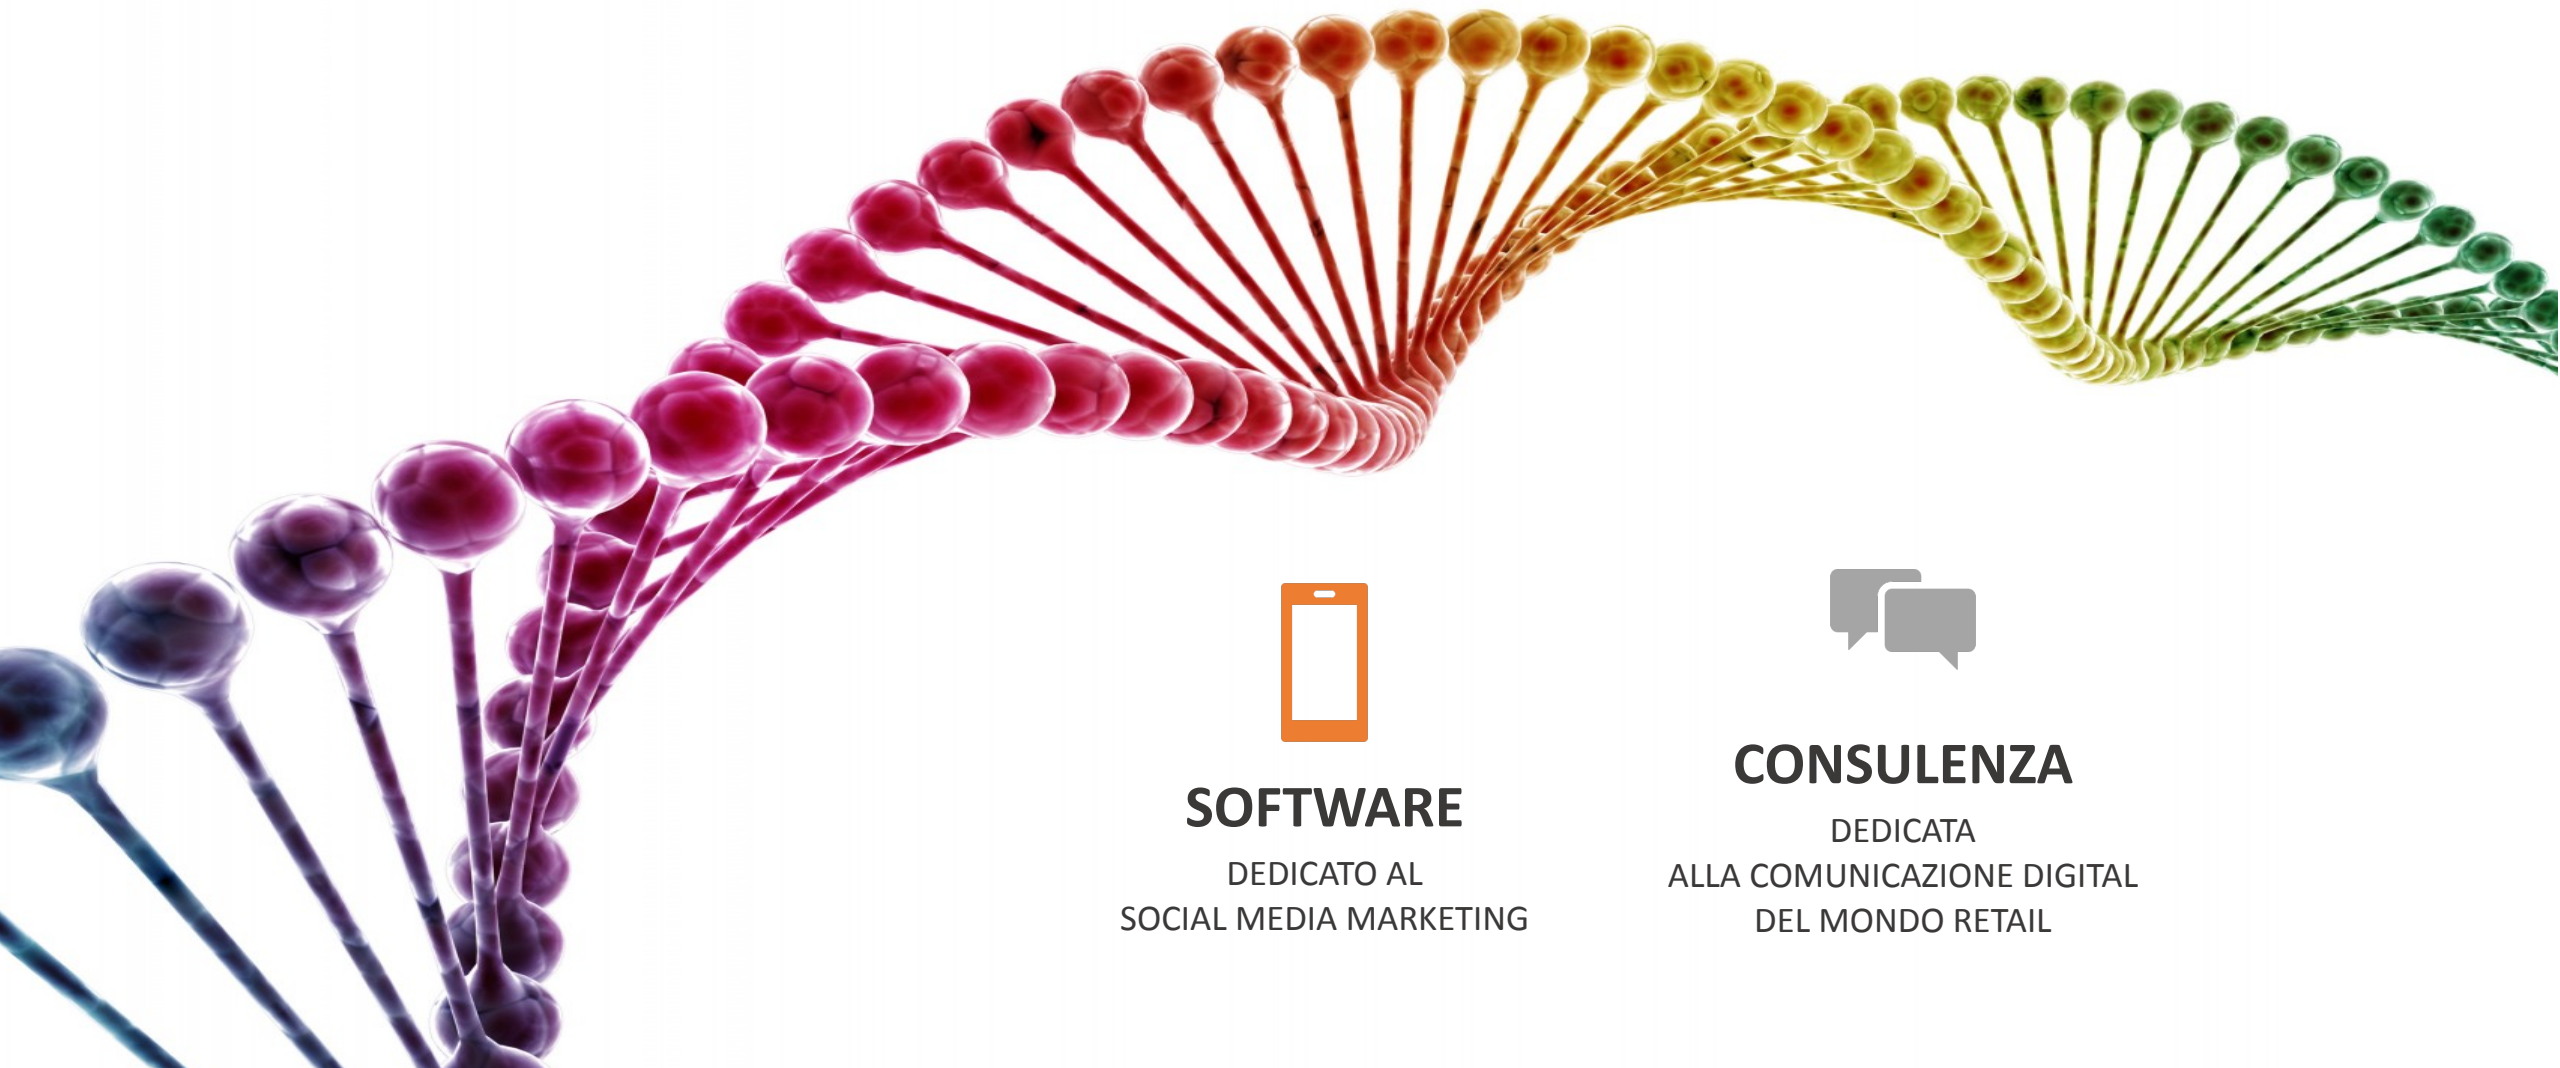 SOFTWARE
DEDICATO AL
SOCIAL MEDIA MARKETING
CONSULENZA
DEDICATA
ALLA COMUNICAZIONE DIGITAL
DEL MONDO RETAIL